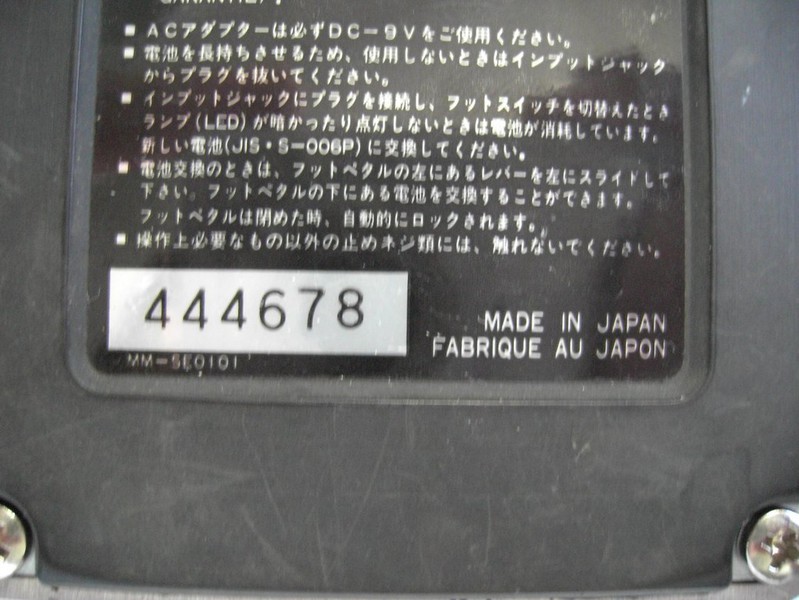 ■ ACアダプターは必ずDC-9Vをご使用ください。
■ 電池を長持ちさせるため、使用しないときはインプットジャック
からプラグを抜いてください。
■ インプットジャックにプラグを接続し、フットスイッチを切替えたとき
ランプ(LED)が暗かったり点灯しないときは電池が消耗しています。
新しい電池(JIS・S-006P)に交換してください。
■ 電池交換のときは、フットペタルの左にあるレバーを左にスライドして
下さい。フットペタルの下にある電池を交換することができます。
フットペタルは閉めた時、自動的にロックされます。
■ 操作上必要なもの以外の止めネジ類には、触れないでください。
444678
MADE IN JAPAN
FABRIQUE AU JAPON
MM-SE0101